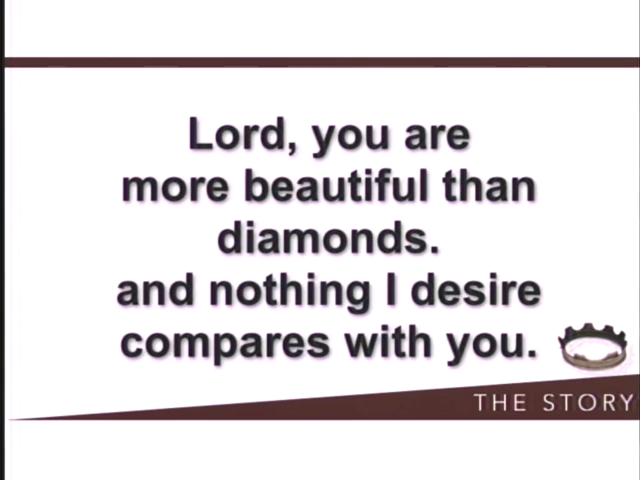 Lord, you are
more beautiful than
diamonds.
and nothing I desire
compares with you.
THE STORY